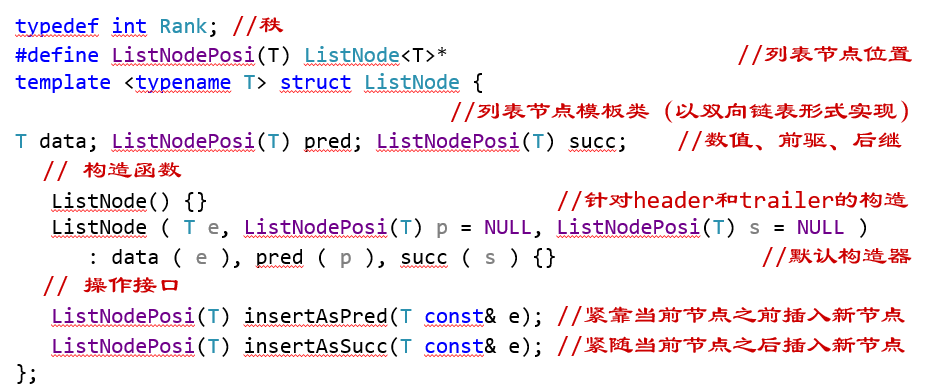 typedef int Rank; //秩
#define ListNodePosi(T) ListNode<T>* //列表节点位置
template <typename T> struct ListNode {
//列表节点模板类 (以双向链表形式实现)
T data; ListNodePosi(T) pred; ListNodePosi(T) succ; //数值、前驱、后继
// 构造函数
ListNode() {} //针对header和trailer的构造
ListNode ( T e, ListNodePosi(T) p = NULL, ListNodePosi(T) s = NULL )
: data ( e ), pred ( p ), succ ( s ) {} //默认构造器
// 操作接口
ListNodePosi(T) insertAsPred(T const& e); //紧靠当前节点之前插入新节点
ListNodePosi(T) insertAsSucc(T const& e); //紧随当前节点之后插入新节点
};